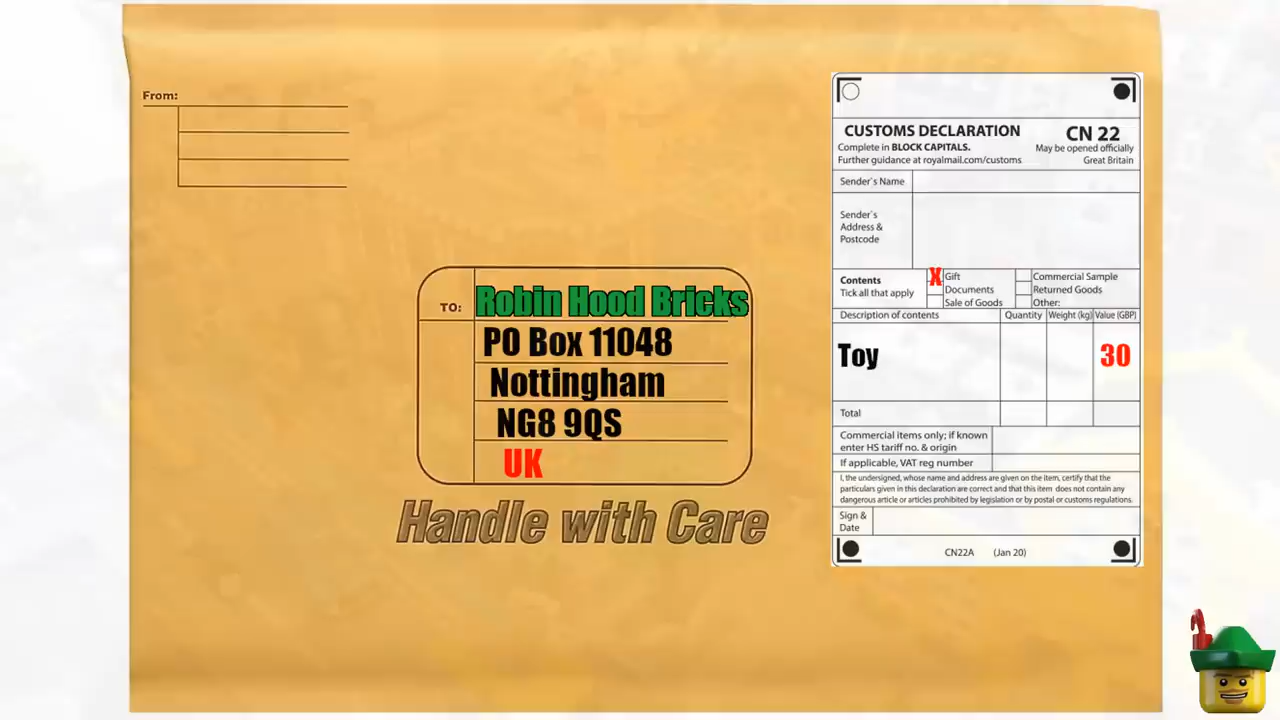 From:
TO: Robin Hood Bricks
PO Box 11048
Nottingham
NG8 9QS
UK
Handle with Care
CUSTOMS DECLARATION CN 22
Complete in BLOCK CAPITALS. May be opened officially
Further guidance at royalmail.com/customs Great Britain
Sender`s Name
Sender`s
Address &
Postcode
Contents X Gift Commercial Sample
Tick all that apply Documents Returned Goods
Sale of Goods Other:
Description of contents Quantity Weight (kg) Value (GBP)
Toy 30
Total
Commercial items only; if known
enter HS tariff no. & origin
If applicable, VAT reg number
I, the undersigned, whose name and address are given on the item, certify that the
particulars given in this declaration are correct and that this item does not contain any
dangerous article or articles prohibited by legislation or by postal or customs regulations.
Sign &
Date
CN22A (Jan 20)